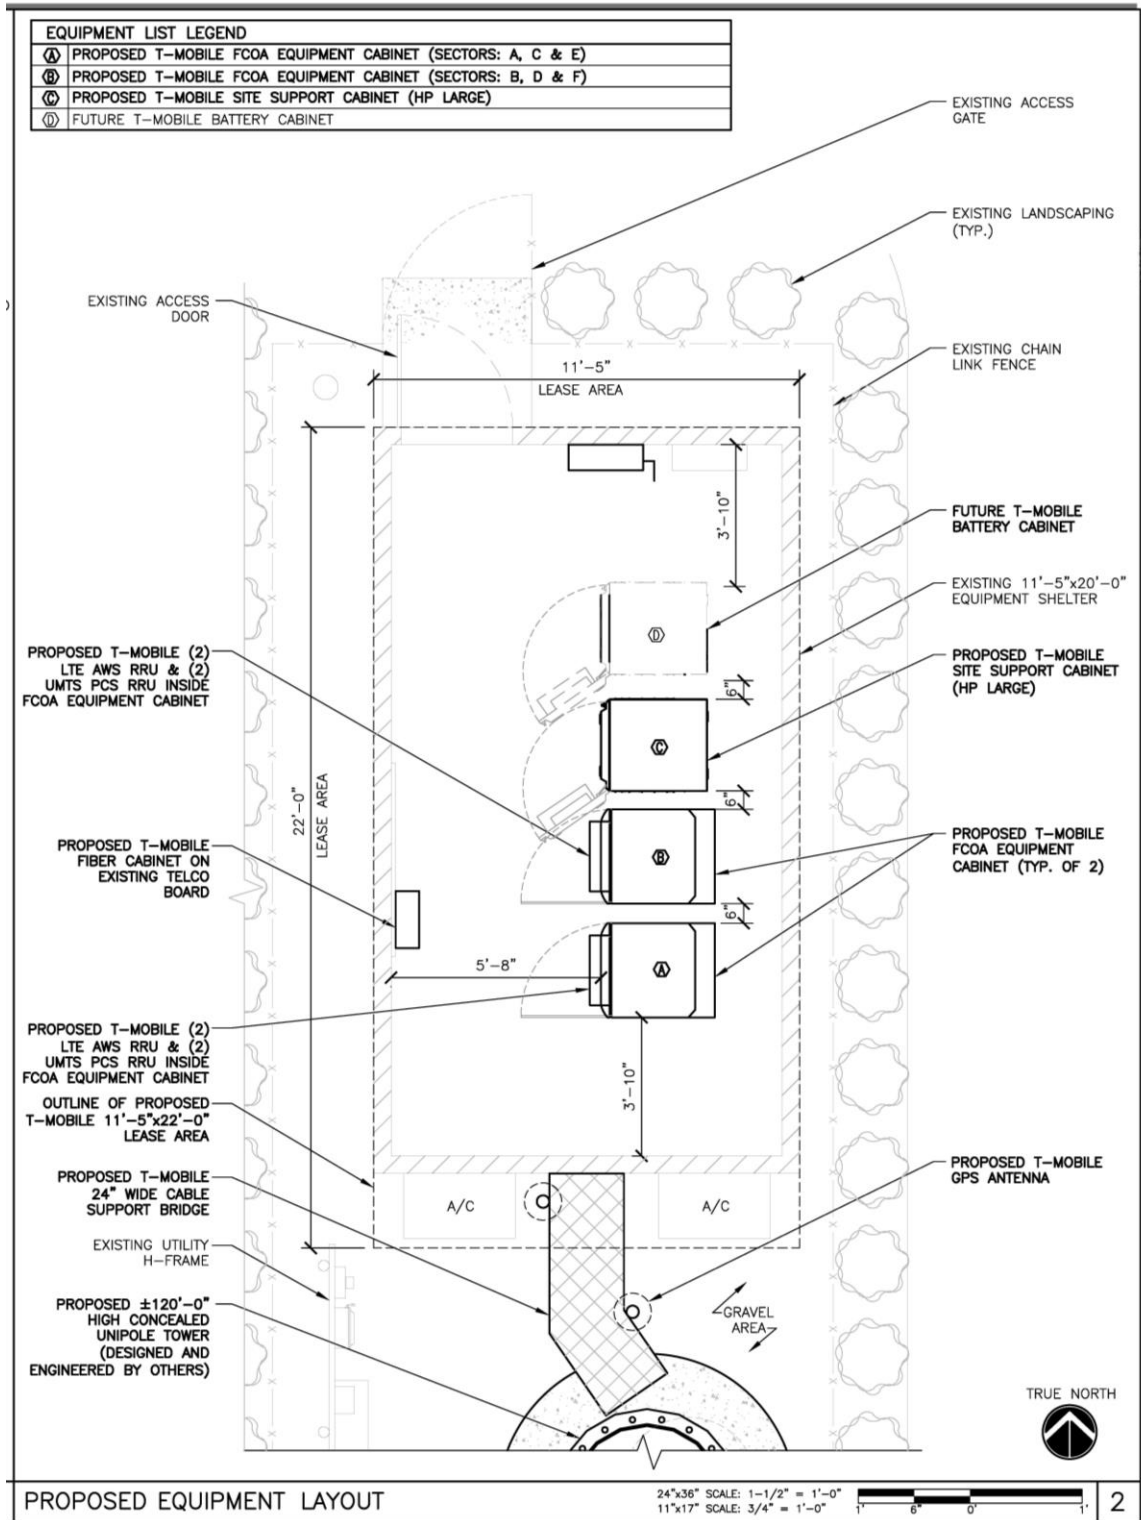 EQUIPMENT LIST LEGEND
A PROPOSED T-MOBILE FCOA EQUIPMENT CABINET (SECTORS: A, C & E)
B PROPOSED T-MOBILE FCOA EQUIPMENT CABINET (SECTORS: B, D & F)
C PROPOSED T-MOBILE SITE SUPPORT CABINET (HP LARGE)
D FUTURE T-MOBILE BATTERY CABINET
EXISTING ACCESS
GATE
EXISTING LANDSCAPING
(TYP.)
EXISTING ACCESS
DOOR
EXISTING CHAIN
LINK FENCE
11'-5"
LEASE AREA
3'-10"
FUTURE T-MOBILE
BATTERY CABINET
EXISTING 11'-5"x20'-0"
EQUIPMENT SHELTER
D
PROPOSED T-MOBILE (2)
LTE AWS RRU & (2)
UMTS PCS RRU INSIDE
FCOA EQUIPMENT CABINET
PROPOSED T-MOBILE
SITE SUPPORT CABINET
(HP LARGE)
6"
C
6"
22'-0"
LEASE AREA
PROPOSED T-MOBILE
FIBER CABINET ON
EXISTING TELCO
BOARD
B
PROPOSED T-MOBILE
FCOA EQUIPMENT
CABINET (TYP. OF 2)
6"
5'-8"
A
PROPOSED T-MOBILE (2)
LTE AWS RRU & (2)
UMTS PCS RRU INSIDE
FCOA EQUIPMENT CABINET
3'-10"
OUTLINE OF PROPOSED
T-MOBILE 11'-5"x22'-0"
LEASE AREA
PROPOSED T-MOBILE
24" WIDE CABLE
SUPPORT BRIDGE
A/C
A/C
PROPOSED T-MOBILE
GPS ANTENNA
EXISTING UTILITY
H-FRAME
PROPOSED ±120'-0"
HIGH CONCEALED
UNIPOLE TOWER
(DESIGNED AND
ENGINEERED BY OTHERS)
GRAVEL
AREA
TRUE NORTH
PROPOSED EQUIPMENT LAYOUT
24"x36" SCALE: 1-1/2" = 1'-0"
11"x17" SCALE: 3/4" = 1'-0"
1' 6" 0' 1'
2